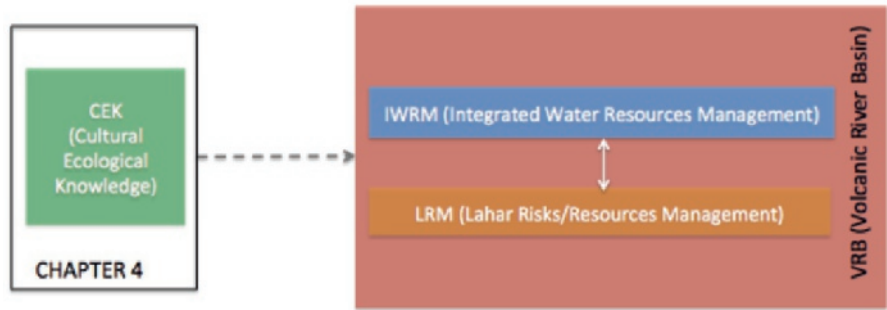 CEK
(Cultural
Ecological
Knowledge)
CHAPTER 4
IWRM (Integrated Water Resources Management)
LRM (Lahar Risks/Resources Management)
VRB (Volcanic River Basin)